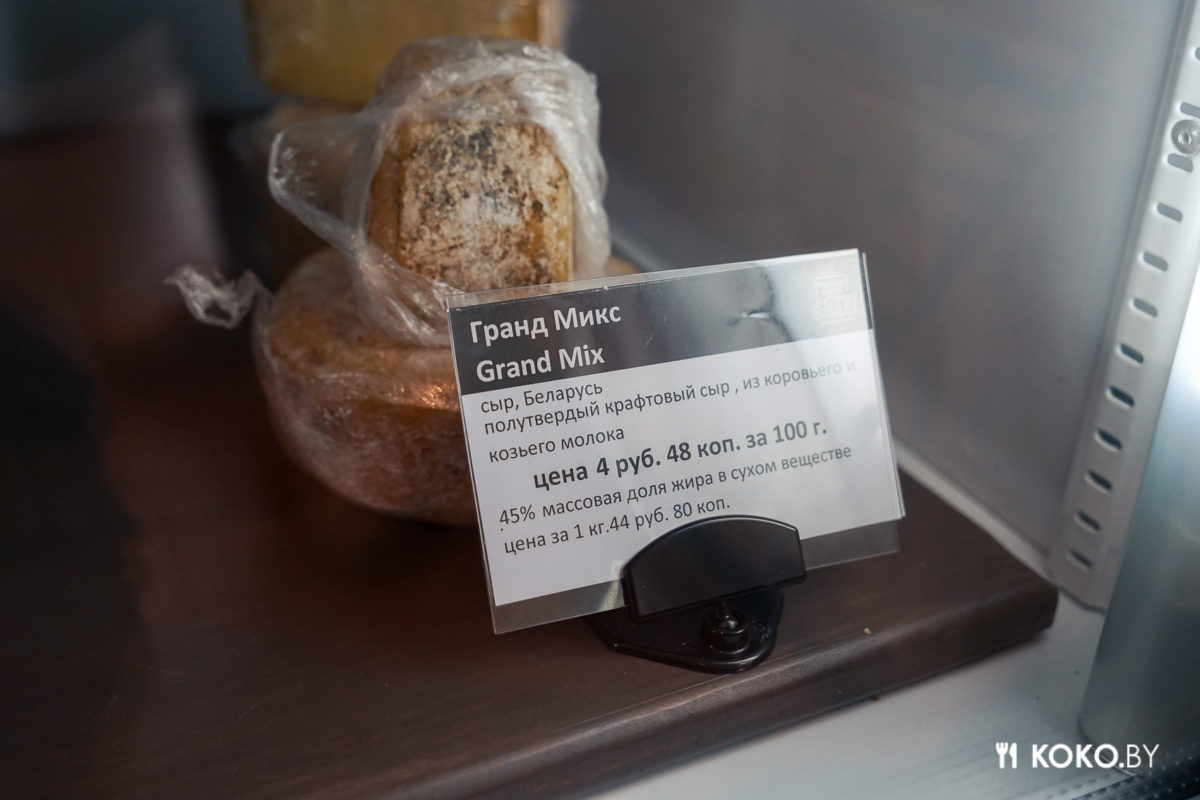 Гранд Микс
Grand Mix
сыр, Беларусь
полутвердый крафтовый сыр , из коровьего и
козьего молока
цена 4 руб. 48 коп. за 100 г.
45% массовая доля жира в сухом веществе
цена за 1 кг.44 руб. 80 коп.
KOKO.BY